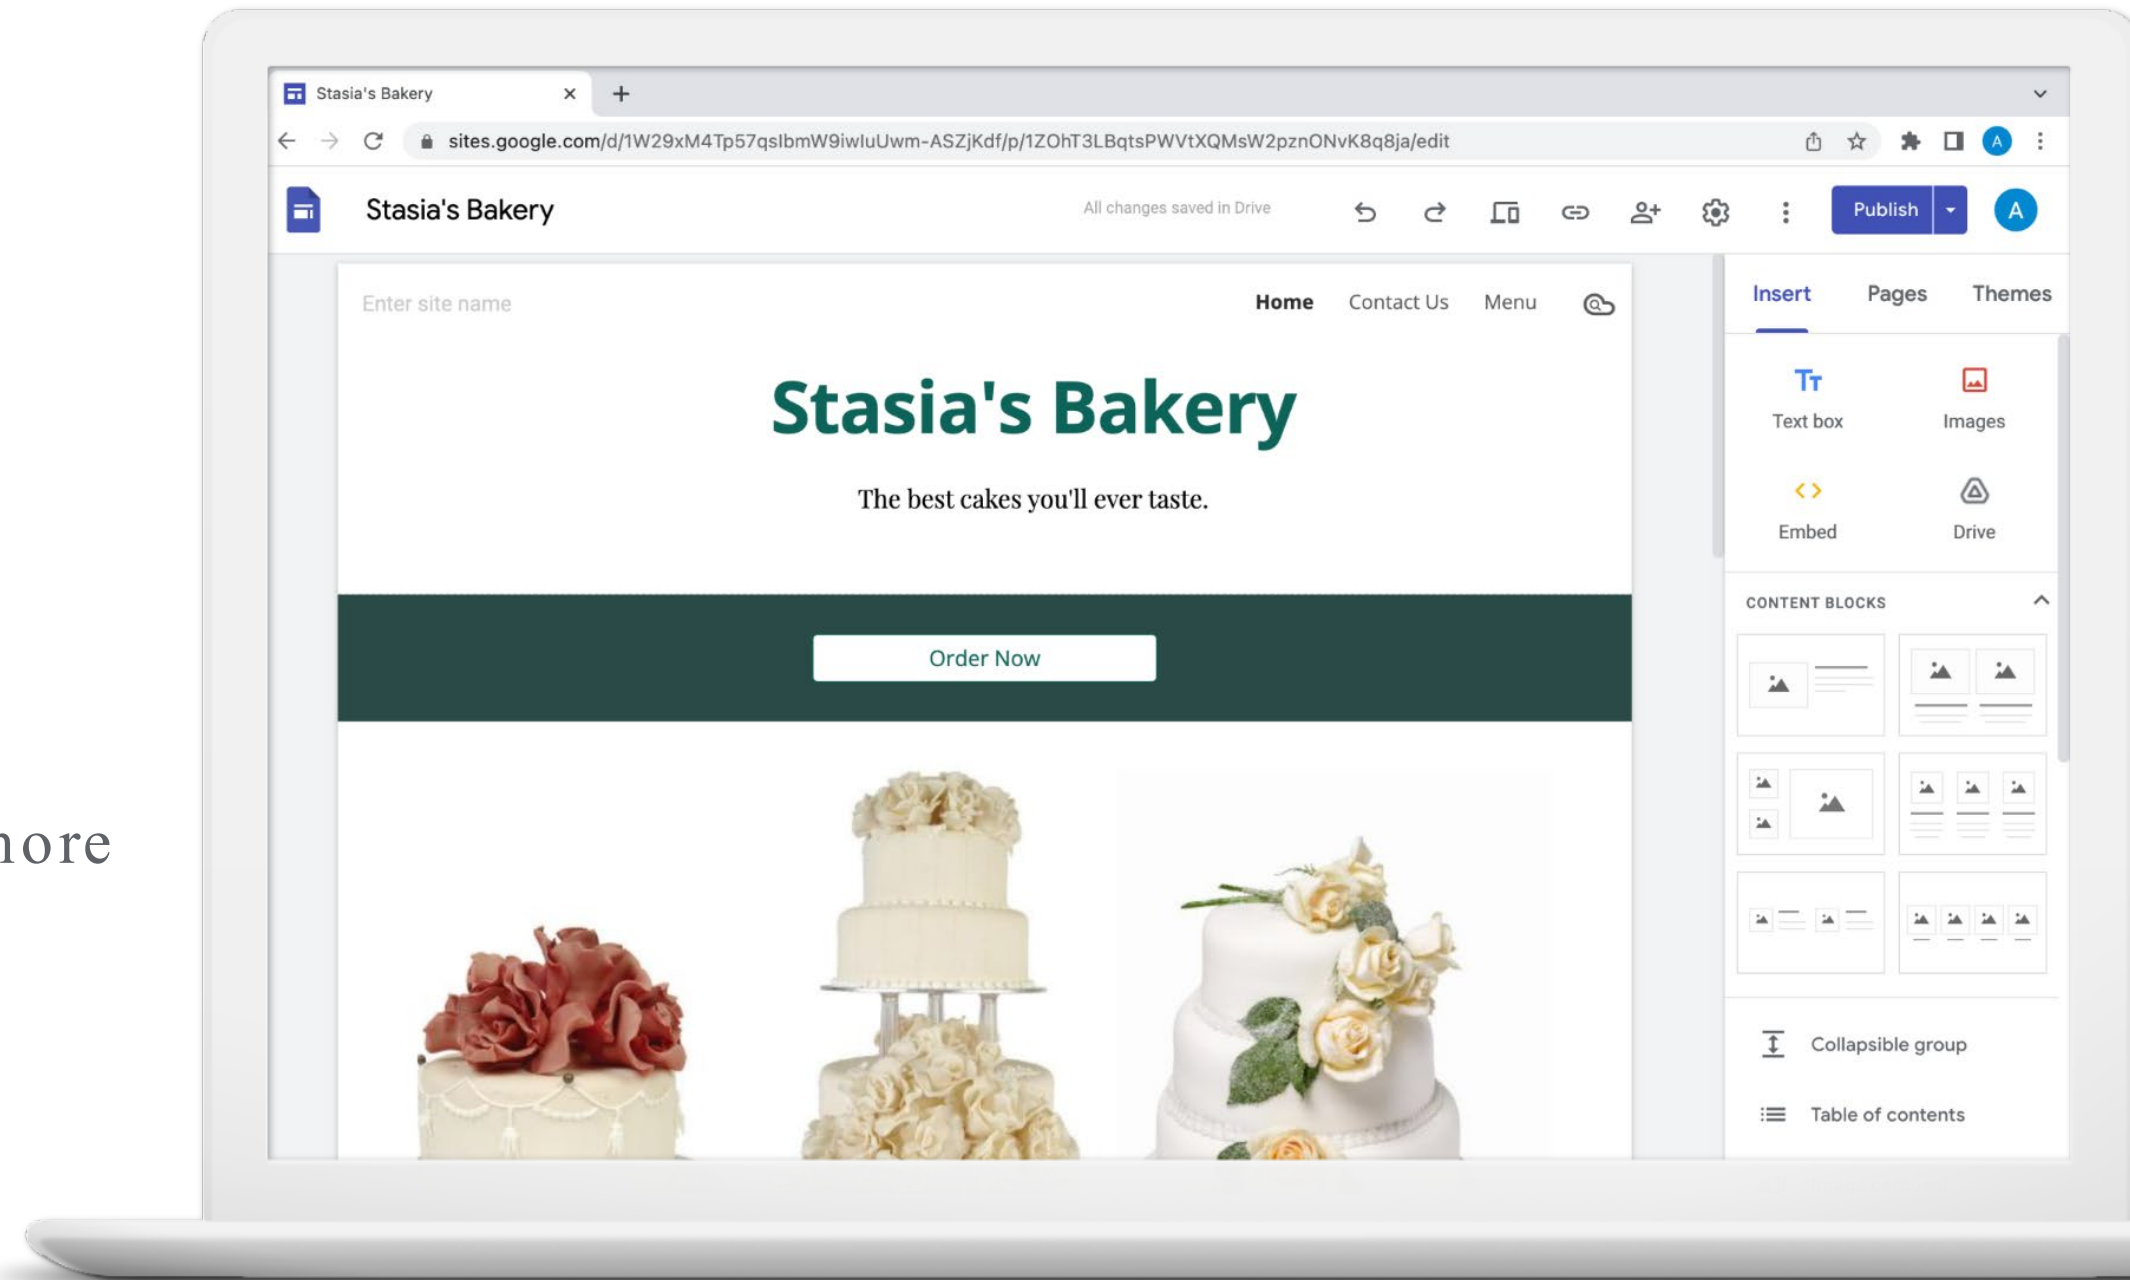 Stasia's Bakery
sites.google.com/d/1W29xM4Tp57qsIbmW9iwIuUwm-ASZjKdf/p/1ZOhT3LBqtsPWVtXQMsW2pznONvK8q8ja/edit
A
Stasia's Bakery
All changes saved in Drive
Publish
A
Enter site name
Home Contact Us Menu
Insert Pages Themes
Stasia's Bakery
Text box Images
The best cakes you'll ever taste.
Embed Drive
CONTENT BLOCKS
Order Now
Collapsible group
Table of contents